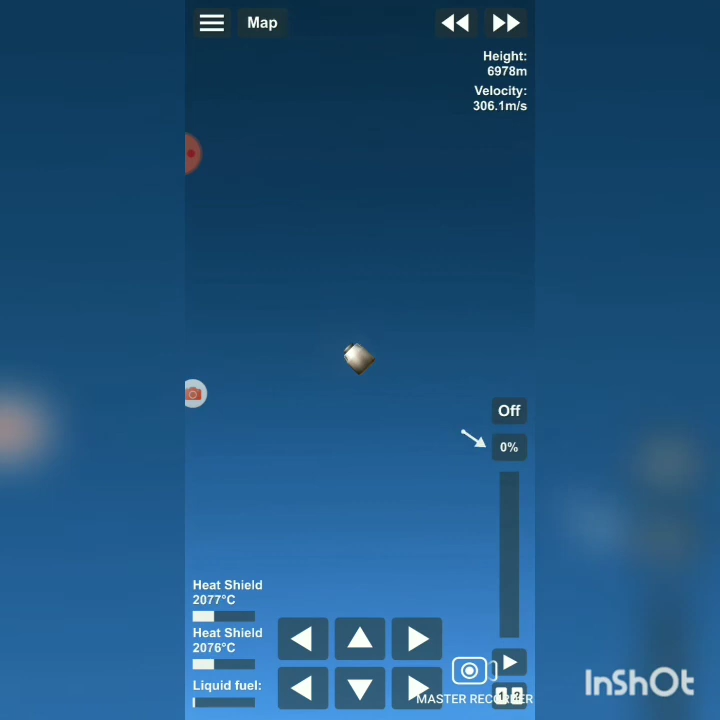 Map
Height:
6978m
Velocity:
306.1m/s
Off
0%
Heat Shield
2077°C
Heat Shield
2076°C
Liquid fuel:
MASTER RECORDER
InShOt